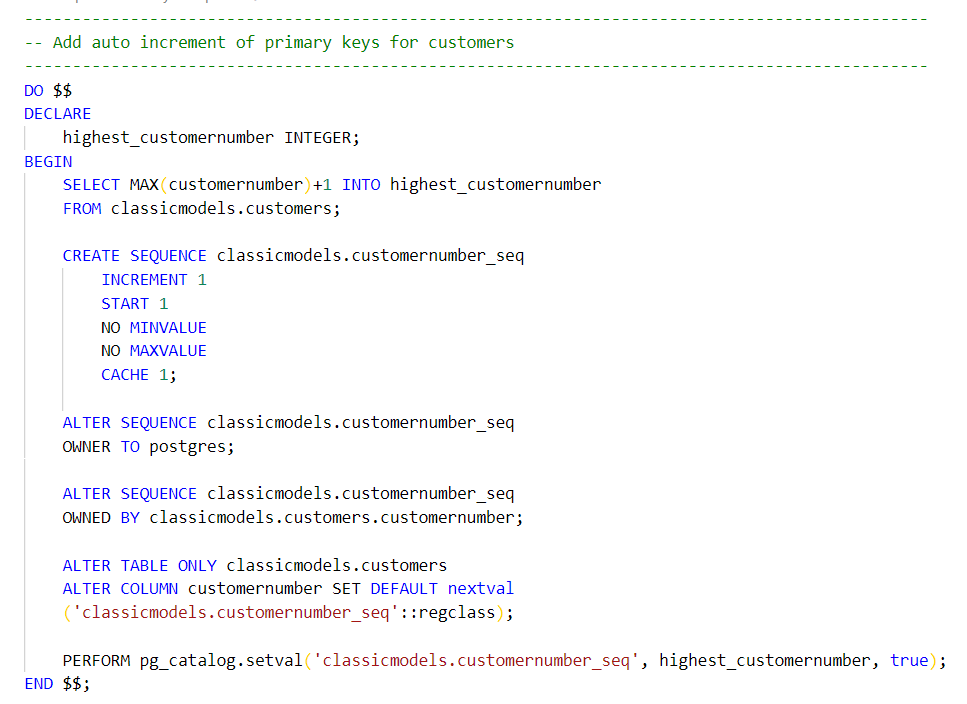 --------------------------------------------------------------------------------------------
-- Add auto increment of primary keys for customers
--------------------------------------------------------------------------------------------
DO $$
DECLARE
    highest_customernumber INTEGER;
BEGIN
    SELECT MAX(customernumber)+1 INTO highest_customernumber
    FROM classicmodels.customers;

    CREATE SEQUENCE classicmodels.customernumber_seq
        INCREMENT 1
        START 1
        NO MINVALUE
        NO MAXVALUE
        CACHE 1;

    ALTER SEQUENCE classicmodels.customernumber_seq
    OWNER TO postgres;

    ALTER SEQUENCE classicmodels.customernumber_seq
    OWNED BY classicmodels.customers.customernumber;

    ALTER TABLE ONLY classicmodels.customers
    ALTER COLUMN customernumber SET DEFAULT nextval
    ('classicmodels.customernumber_seq'::regclass);

    PERFORM pg_catalog.setval('classicmodels.customernumber_seq', highest_customernumber, true);
END $$;